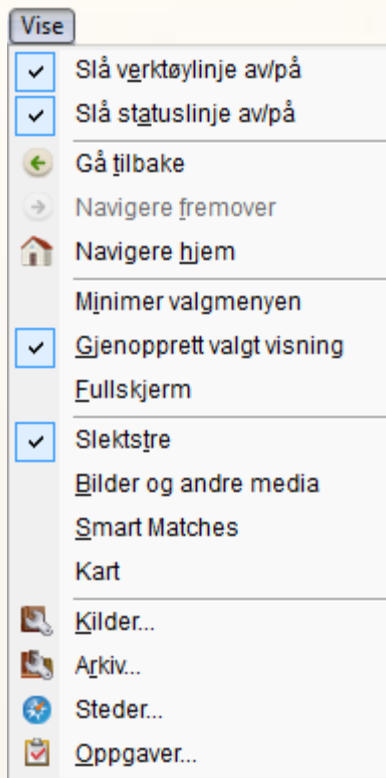 Vise
Slå verktøylinje av/på
Slå statuslinje av/på
Gå tilbake
Navigere fremover
Navigere hjem
Minimer valgmenyen
Gjenopprett valgt visning
Fullskjerm
Slektstre
Bilder og andre media
Smart Matches
Kart
Kilder...
Arkiv...
Steder...
Oppgaver...